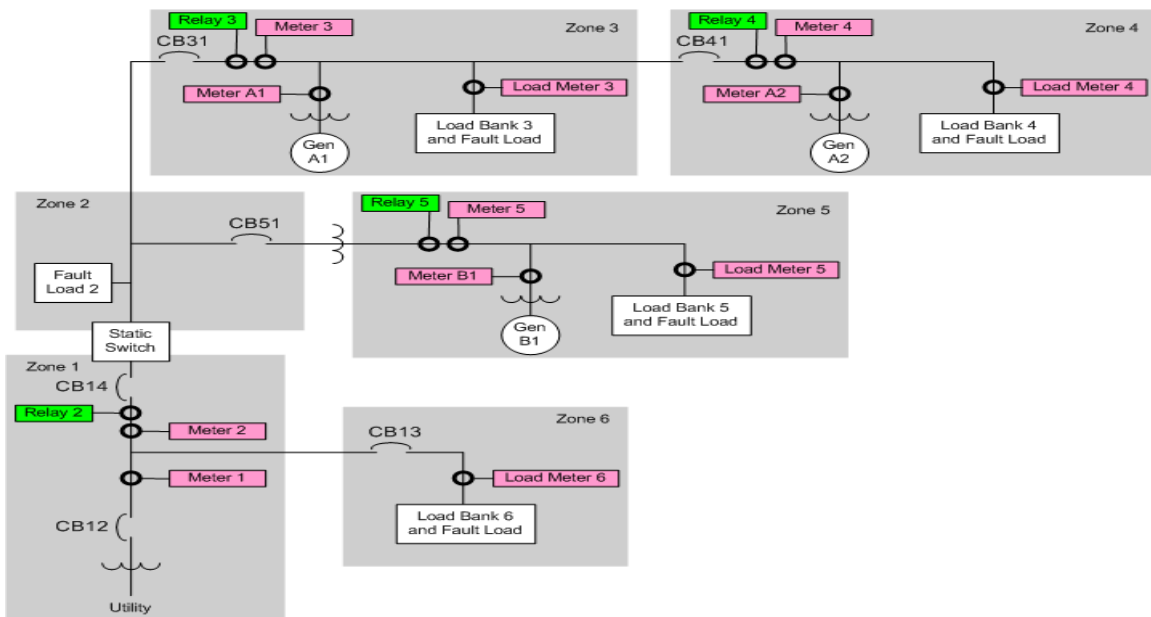 Relay 3
Meter 3
Zone 3
CB31
Meter A1
Load Meter 3
Gen
A1
Load Bank 3
and Fault Load
Relay 4
Meter 4
Zone 4
CB41
Meter A2
Load Meter 4
Gen
A2
Load Bank 4
and Fault Load
Zone 2
CB51
Fault
Load 2
Static
Switch
Relay 5
Meter 5
Zone 5
Meter B1
Load Meter 5
Gen
B1
Load Bank 5
and Fault Load
Zone 1
CB14
Relay 2
Meter 2
Meter 1
CB12
Utility
Zone 6
CB13
Load Meter 6
Load Bank 6
and Fault Load